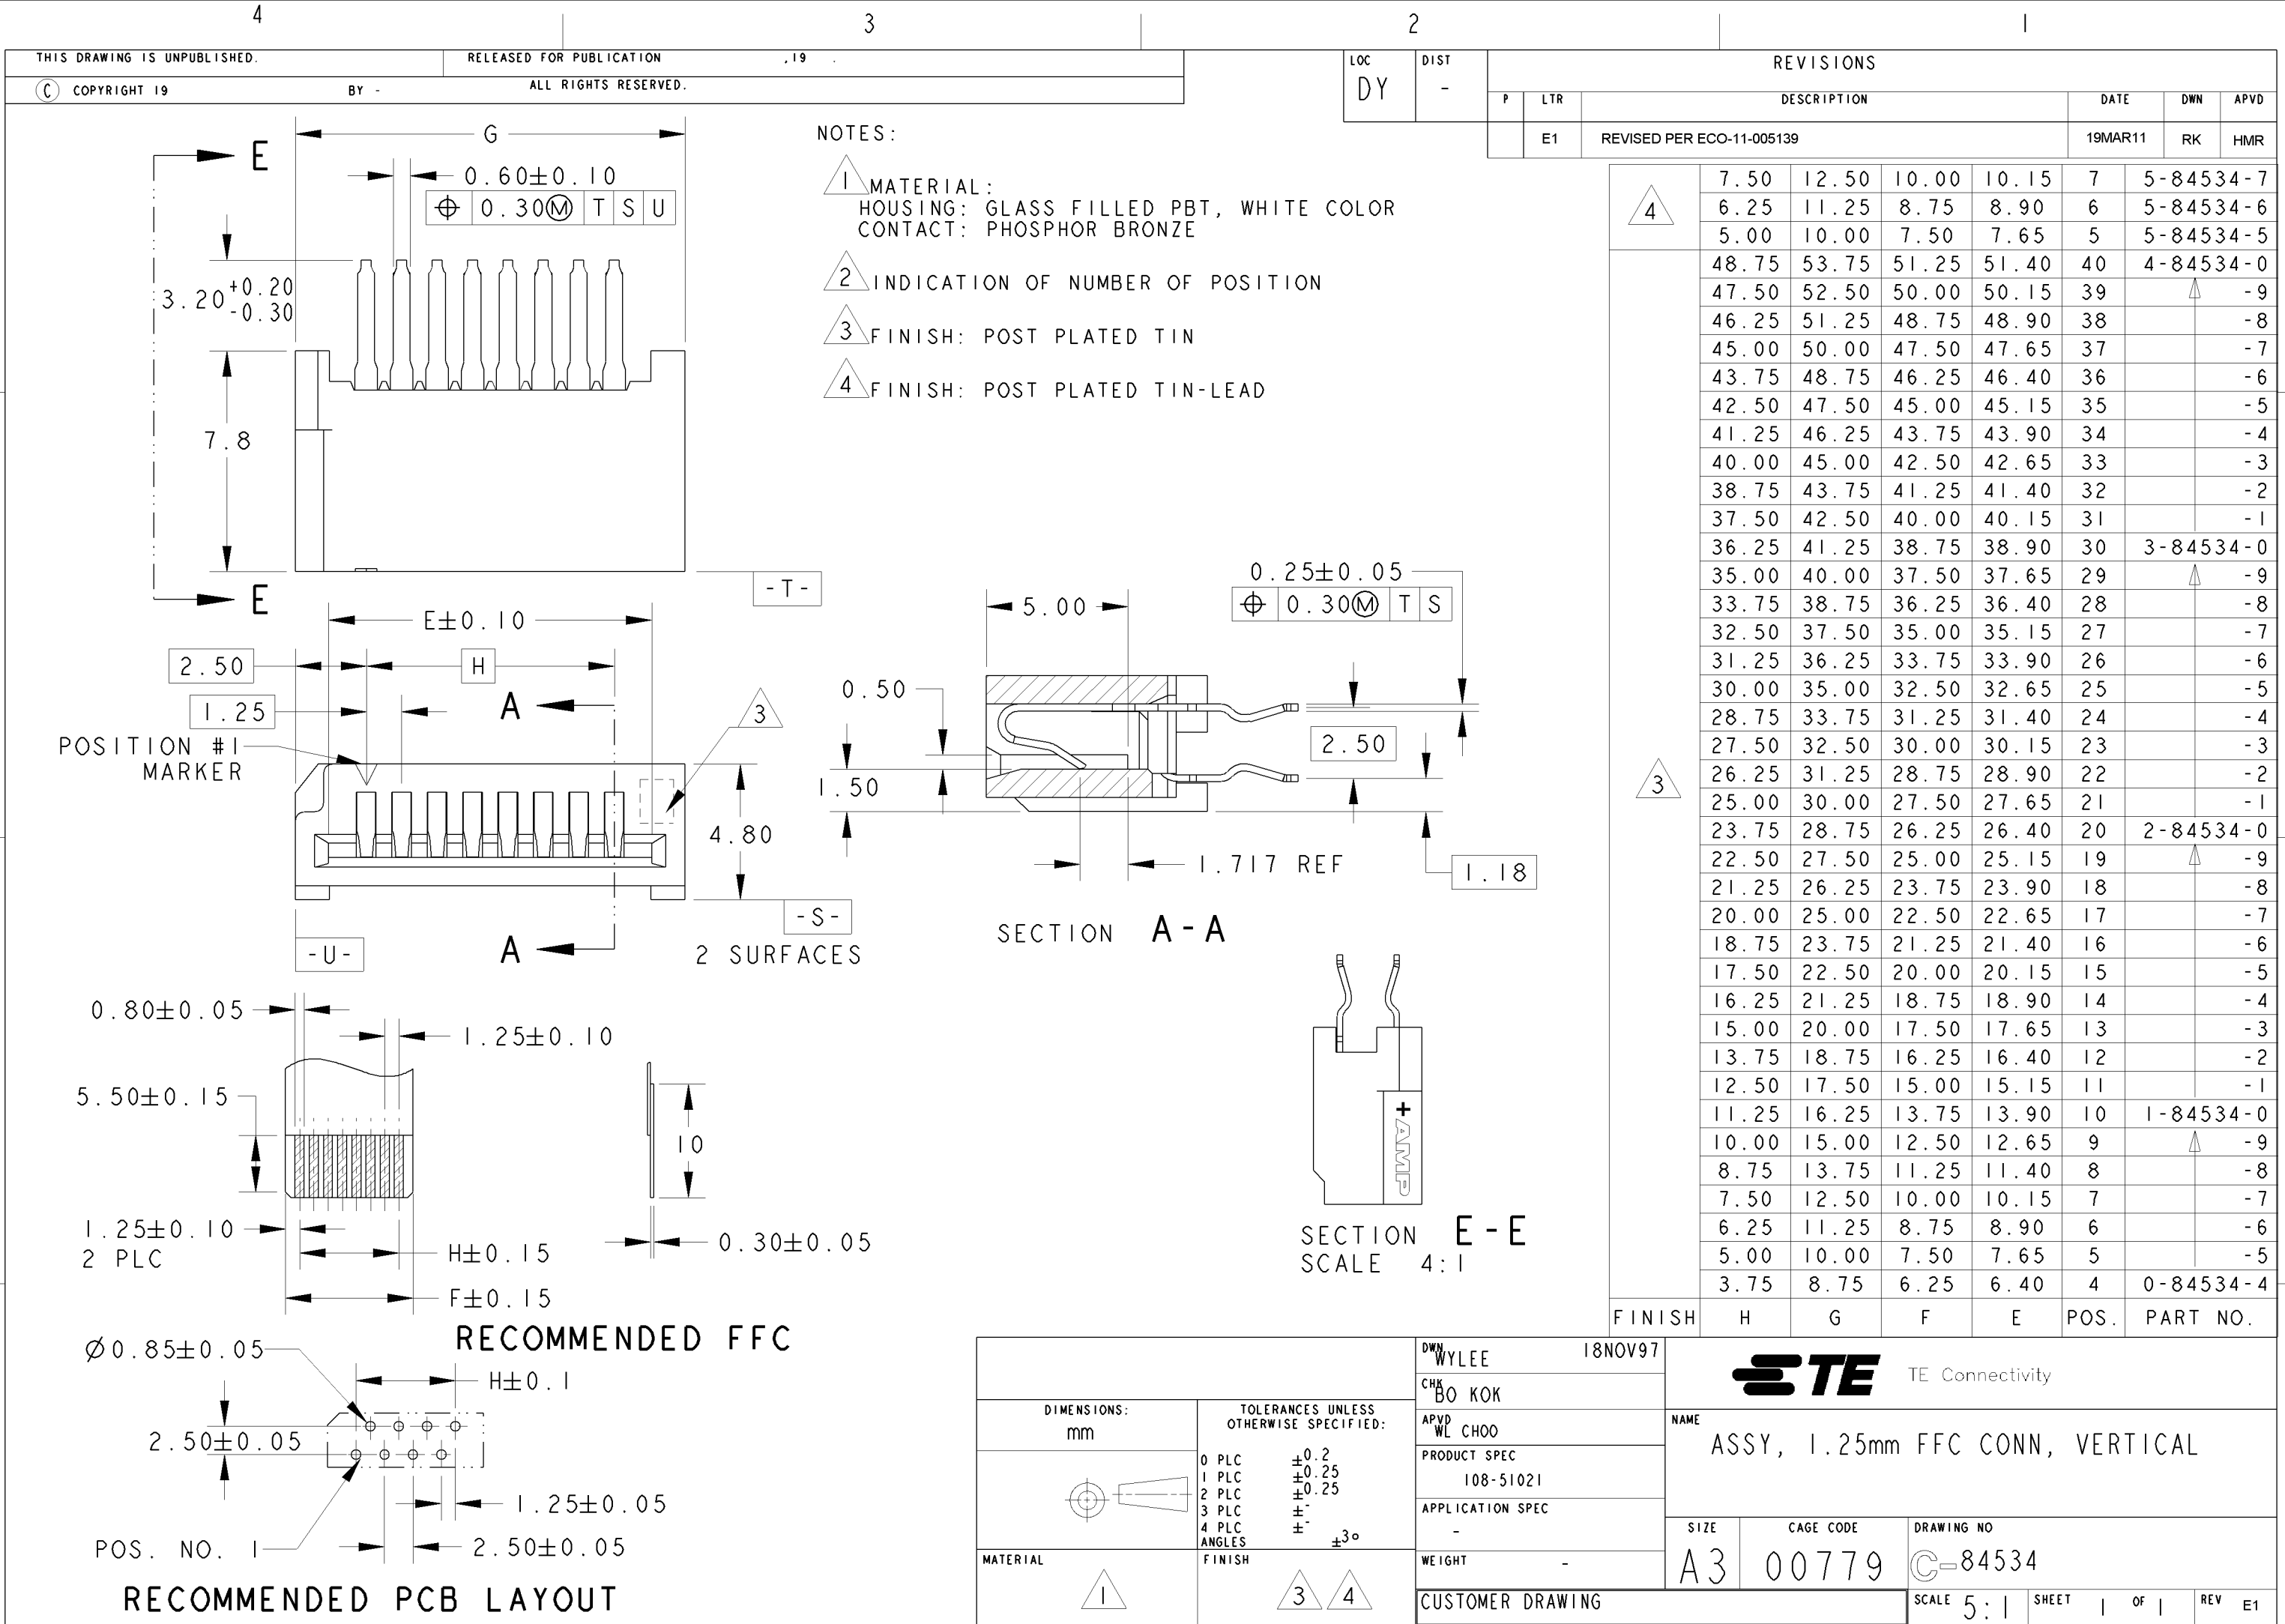 4 3 2 1
THIS DRAWING IS UNPUBLISHED. RELEASED FOR PUBLICATION ,19 .
© COPYRIGHT 19 BY - ALL RIGHTS RESERVED.
LOC DIST
DY -
REVISIONS
P LTR DESCRIPTION DATE DWN APVD
E1 REVISED PER ECO-11-005139 19MAR11 RK HMR
NOTES:
1 MATERIAL:
HOUSING: GLASS FILLED PBT, WHITE COLOR
CONTACT: PHOSPHOR BRONZE
2 INDICATION OF NUMBER OF POSITION
3 FINISH: POST PLATED TIN
4 FINISH: POST PLATED TIN-LEAD
G
E
0.60±0.10
⌖ 0.30Ⓜ T S U
3.20 +0.20 -0.30
7.8
E
-T-
E±0.10
2.50
H
1.25
A
3
POSITION #1
MARKER
4.80
-S-
2 SURFACES
-U-
A
0.25±0.05
⌖ 0.30Ⓜ T S
5.00
0.50
2.50
1.50
1.717 REF
1.18
SECTION A-A
+AMP
SECTION E-E
SCALE 4:1
0.80±0.05
1.25±0.10
5.50±0.15
10
1.25±0.10
2 PLC
H±0.15
0.30±0.05
F±0.15
RECOMMENDED FFC
Ø0.85±0.05
H±0.1
2.50±0.05
1.25±0.05
POS. NO. 1
2.50±0.05
RECOMMENDED PCB LAYOUT
4
7.50 12.50 10.00 10.15 7 5-84534-7
6.25 11.25 8.75 8.90 6 5-84534-6
5.00 10.00 7.50 7.65 5 5-84534-5
3
48.75 53.75 51.25 51.40 40 4-84534-0
47.50 52.50 50.00 50.15 39 -9
46.25 51.25 48.75 48.90 38 -8
45.00 50.00 47.50 47.65 37 -7
43.75 48.75 46.25 46.40 36 -6
42.50 47.50 45.00 45.15 35 -5
41.25 46.25 43.75 43.90 34 -4
40.00 45.00 42.50 42.65 33 -3
38.75 43.75 41.25 41.40 32 -2
37.50 42.50 40.00 40.15 31 -1
36.25 41.25 38.75 38.90 30 3-84534-0
35.00 40.00 37.50 37.65 29 -9
33.75 38.75 36.25 36.40 28 -8
32.50 37.50 35.00 35.15 27 -7
31.25 36.25 33.75 33.90 26 -6
30.00 35.00 32.50 32.65 25 -5
28.75 33.75 31.25 31.40 24 -4
27.50 32.50 30.00 30.15 23 -3
26.25 31.25 28.75 28.90 22 -2
25.00 30.00 27.50 27.65 21 -1
23.75 28.75 26.25 26.40 20 2-84534-0
22.50 27.50 25.00 25.15 19 -9
21.25 26.25 23.75 23.90 18 -8
20.00 25.00 22.50 22.65 17 -7
18.75 23.75 21.25 21.40 16 -6
17.50 22.50 20.00 20.15 15 -5
16.25 21.25 18.75 18.90 14 -4
15.00 20.00 17.50 17.65 13 -3
13.75 18.75 16.25 16.40 12 -2
12.50 17.50 15.00 15.15 11 -1
11.25 16.25 13.75 13.90 10 1-84534-0
10.00 15.00 12.50 12.65 9 -9
8.75 13.75 11.25 11.40 8 -8
7.50 12.50 10.00 10.15 7 -7
6.25 11.25 8.75 8.90 6 -6
5.00 10.00 7.50 7.65 5 -5
3.75 8.75 6.25 6.40 4 0-84534-4
FINISH H G F E POS. PART NO.
DIMENSIONS:
mm
TOLERANCES UNLESS
OTHERWISE SPECIFIED:
0 PLC ±0.2
1 PLC ±0.25
2 PLC ±0.25
3 PLC ±-
4 PLC ±-
ANGLES ±3°
MATERIAL
1
FINISH
3 4
DWN WYLEE 18NOV97
CHK BO KOK
APVD WL CHOO
PRODUCT SPEC
108-51021
APPLICATION SPEC
-
WEIGHT -
CUSTOMER DRAWING
TE TE Connectivity
NAME
ASSY, 1.25mm FFC CONN, VERTICAL
SIZE CAGE CODE DRAWING NO
A3 00779 C-84534
SCALE 5:1 SHEET 1 OF 1 REV E1